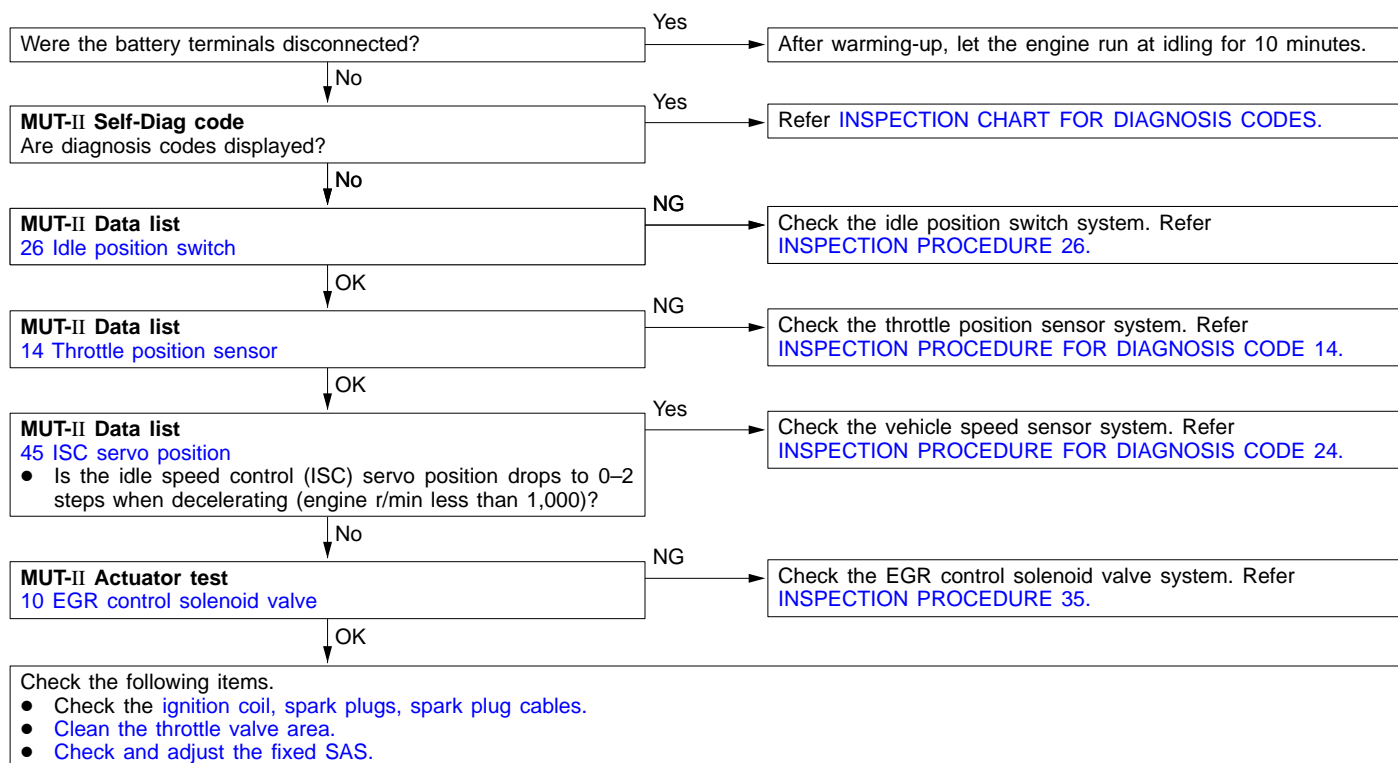 Were the battery terminals disconnected?
Yes
After warming-up, let the engine run at idling for 10 minutes.
No
MUT-II Self-Diag code
Are diagnosis codes displayed?
Yes
Refer INSPECTION CHART FOR DIAGNOSIS CODES.
No
MUT-II Data list
26 Idle position switch
NG
Check the idle position switch system. Refer
INSPECTION PROCEDURE 26.
OK
MUT-II Data list
14 Throttle position sensor
NG
Check the throttle position sensor system. Refer
INSPECTION PROCEDURE FOR DIAGNOSIS CODE 14.
OK
MUT-II Data list
45 ISC servo position
● Is the idle speed control (ISC) servo position drops to 0–2
steps when decelerating (engine r/min less than 1,000)?
Yes
Check the vehicle speed sensor system. Refer
INSPECTION PROCEDURE FOR DIAGNOSIS CODE 24.
No
MUT-II Actuator test
10 EGR control solenoid valve
NG
Check the EGR control solenoid valve system. Refer
INSPECTION PROCEDURE 35.
OK
Check the following items.
● Check the ignition coil, spark plugs, spark plug cables.
● Clean the throttle valve area.
● Check and adjust the fixed SAS.